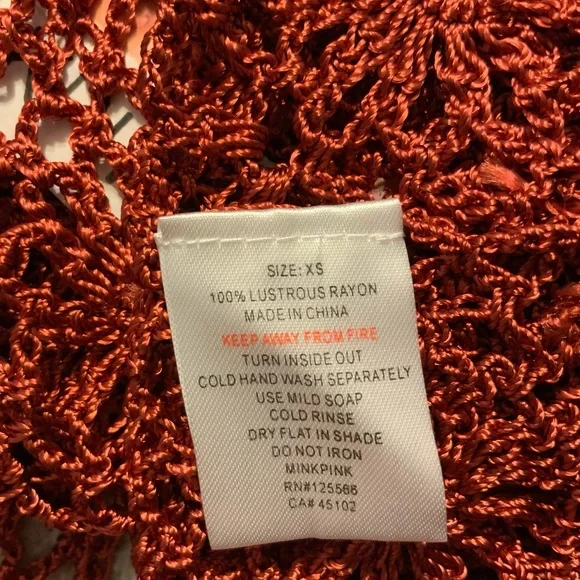 SIZE: XS
100% LUSTROUS RAYON
MADE IN CHINA
KEEP AWAY FROM FIRE
TURN INSIDE OUT
COLD HAND WASH SEPARATELY
USE MILD SOAP
COLD RINSE
DRY FLAT IN SHADE
DO NOT IRON
MINKPINK
RN#125566
CA# 45102